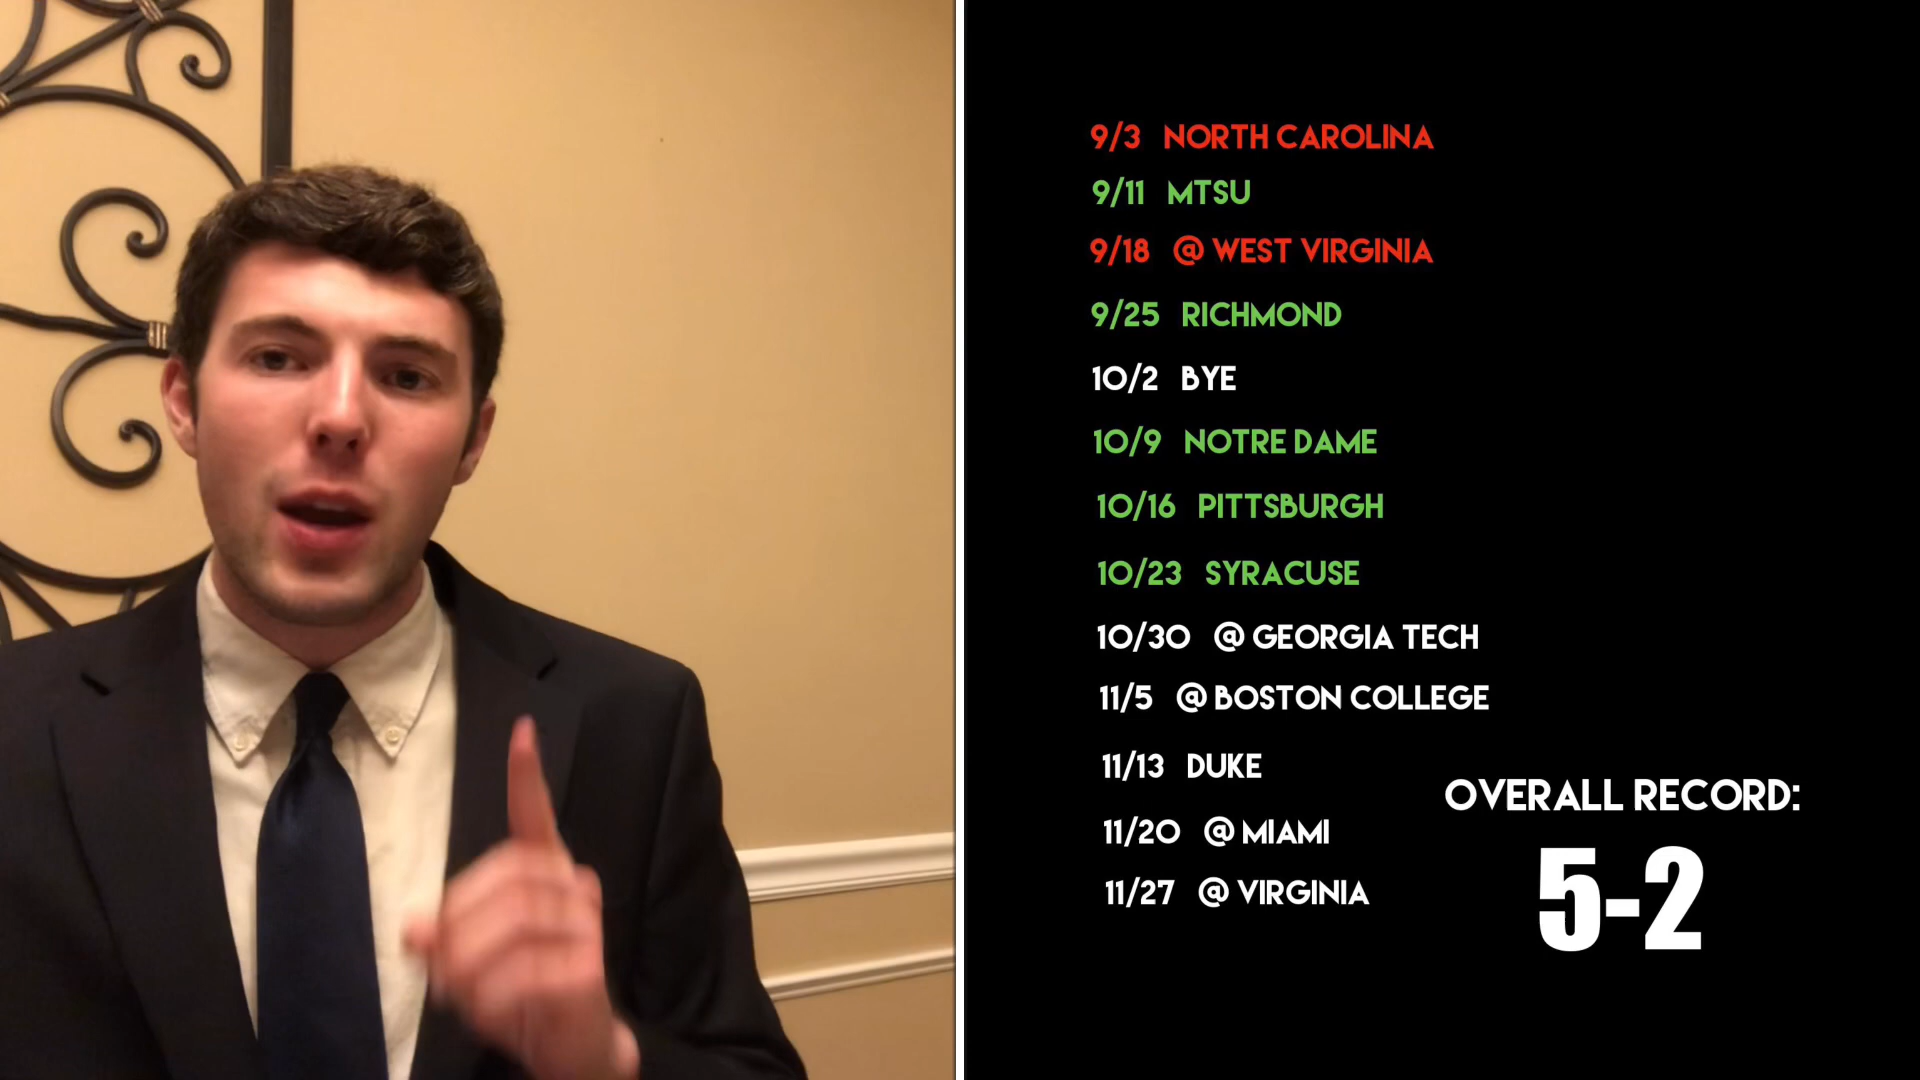 9/3 NORTH CAROLINA
9/11 MTSU
9/18 @ WEST VIRGINIA
9/25 RICHMOND
10/2 BYE
10/9 NOTRE DAME
10/16 PITTSBURGH
10/23 SYRACUSE
10/30 @ GEORGIA TECH
11/5 @ BOSTON COLLEGE
11/13 DUKE
11/20 @ MIAMI
11/27 @ VIRGINIA
OVERALL RECORD:
5-2